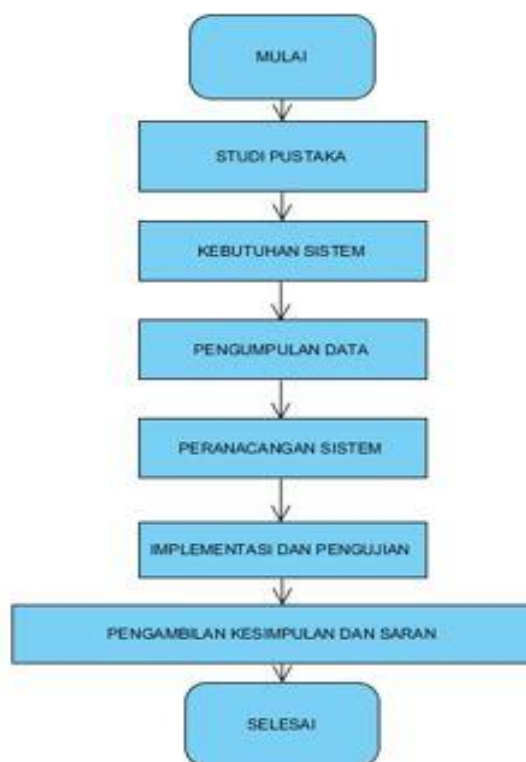 MULAI
STUDI PUSTAKA
KEBUTUHAN SISTEM
PENGUMPULAN DATA
PERANACANGAN SISTEM
IMPLEMENTASI DAN PENGUJIAN
PENGAMBILAN KESIMPULAN DAN SARAN
SELESAI